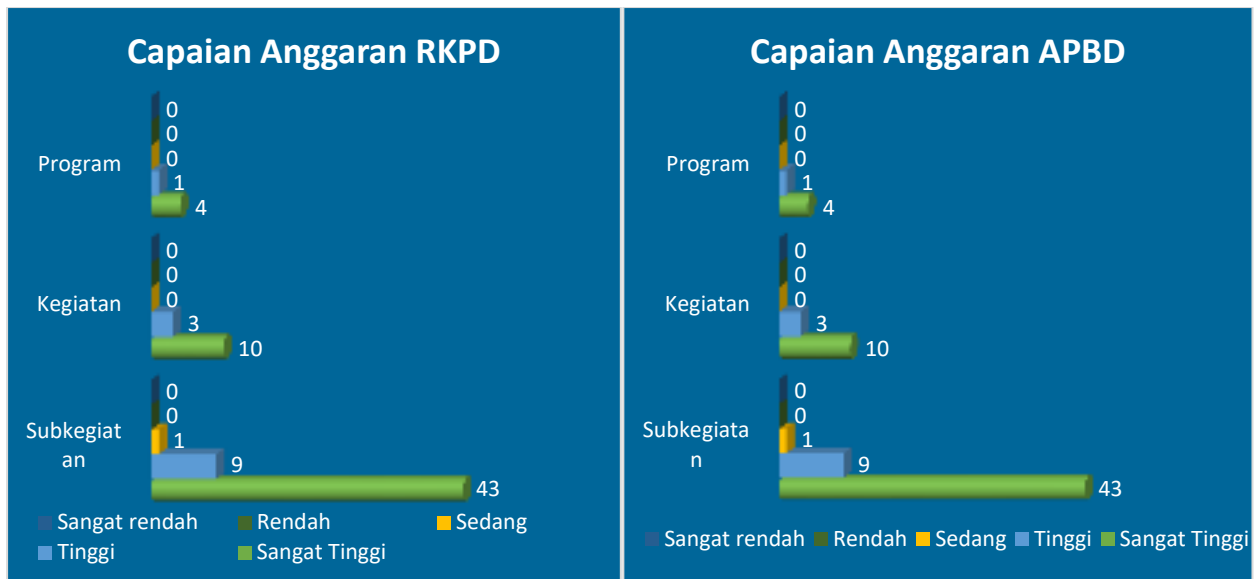 Capaian Anggaran RKPD
Program
0
0
0
1
4
Kegiatan
0
0
0
3
10
Subkegiat
an
0
0
1
9
43
Sangat rendah Rendah Sedang
Tinggi Sangat Tinggi
Capaian Anggaran APBD
Program
0
0
0
1
4
Kegiatan
0
0
0
3
10
Subkegiata
n
0
0
1
9
43
Sangat rendah Rendah Sedang Tinggi Sangat Tinggi